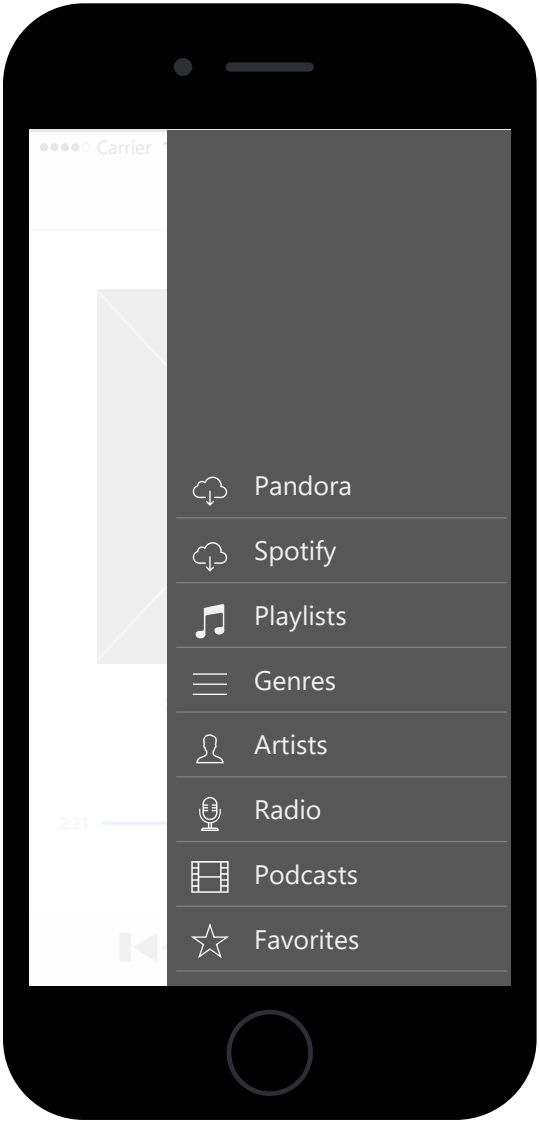 Carrier
Pandora
Spotify
Playlists
Genres
Artists
Radio
2:21
Podcasts
Favorites